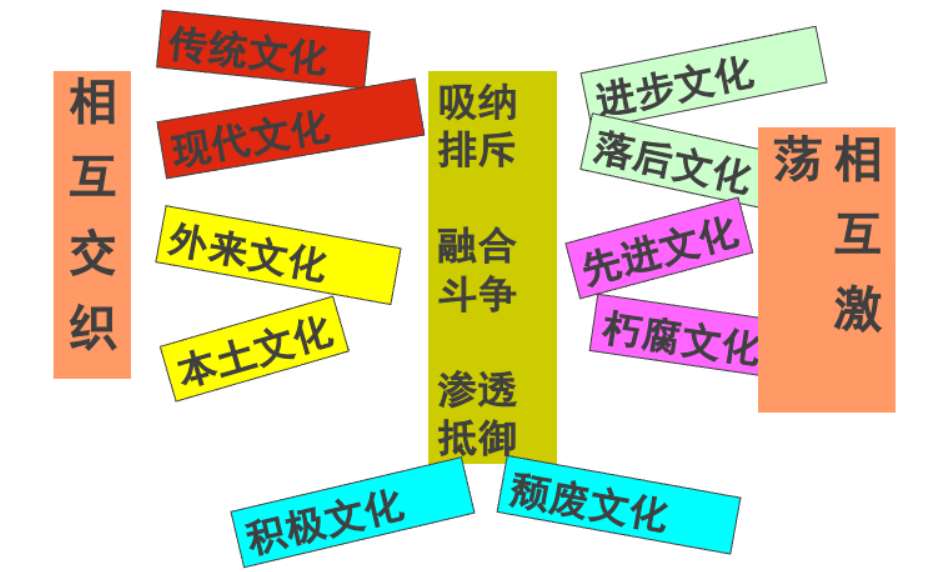 相
互
交
织
传统文化
现代文化
外来文化
本土文化
吸纳
排斥
融合
斗争
渗透
抵御
进步文化
落后文化
先进文化
朽腐文化
相
互
激
荡
积极文化
颓废文化